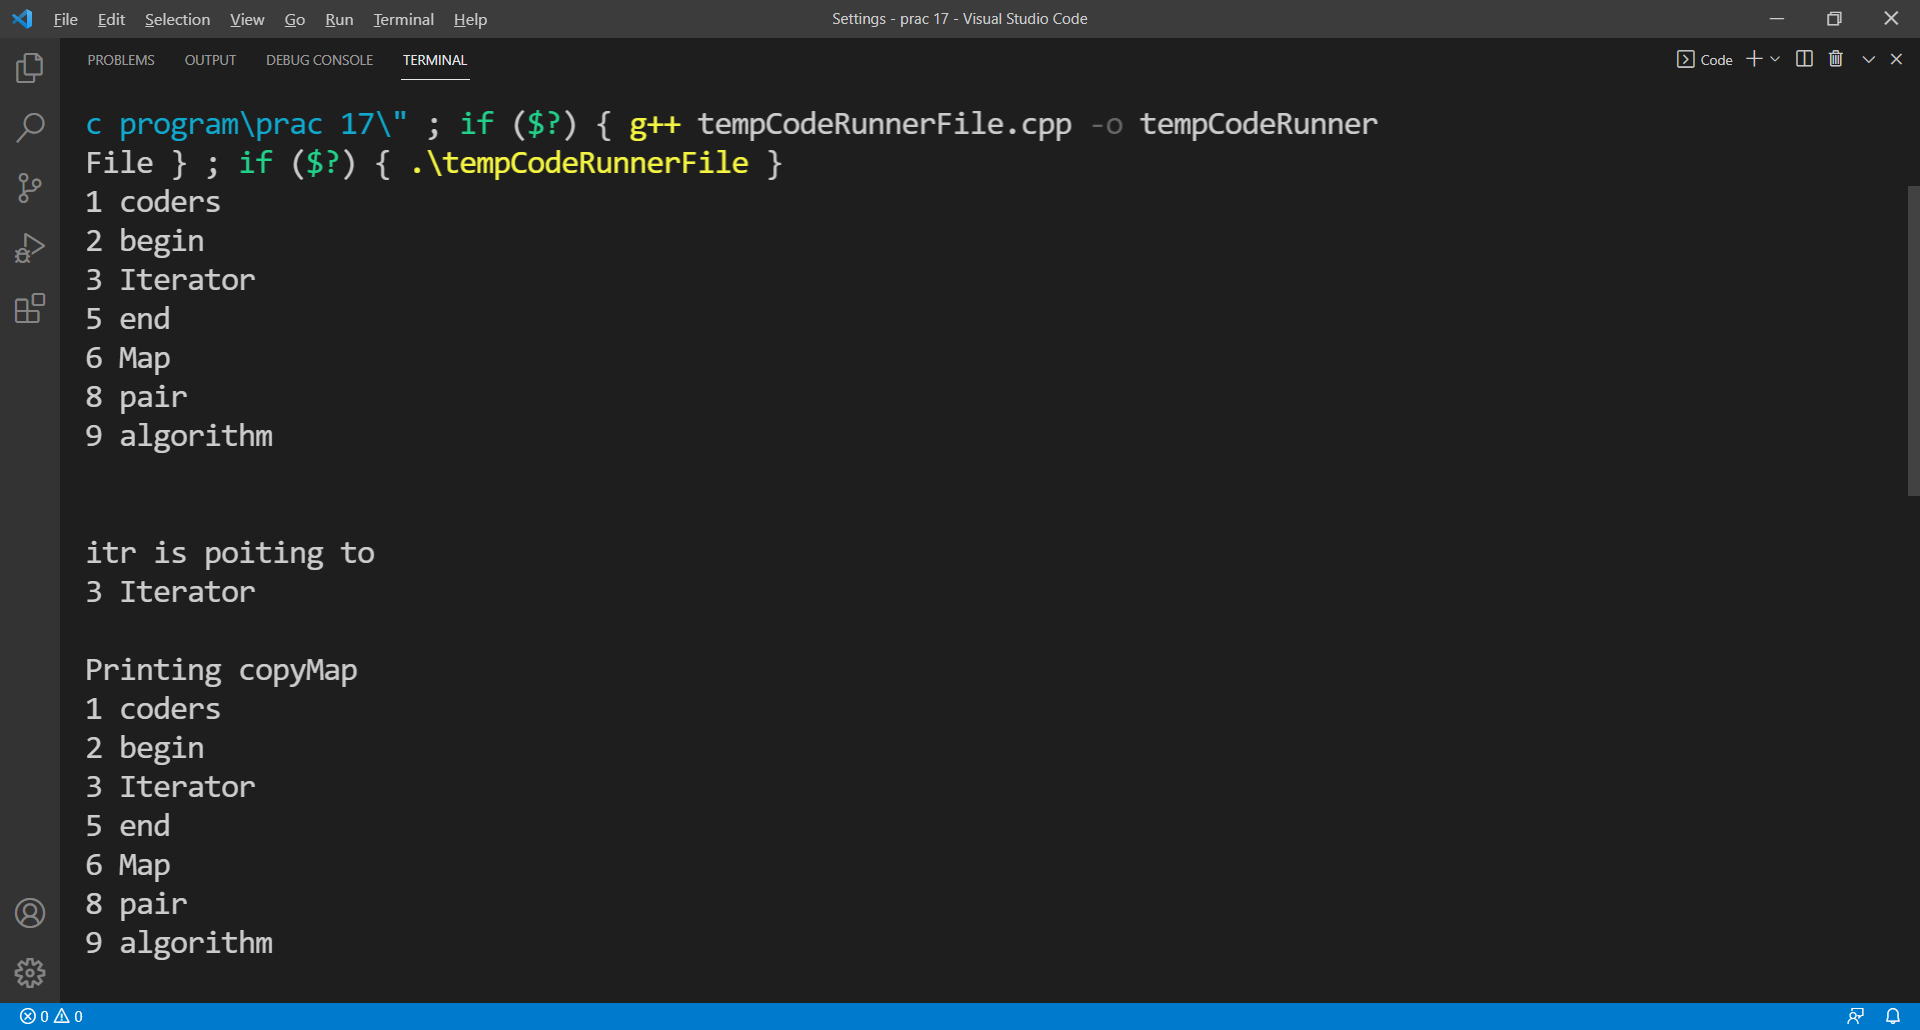 File Edit Selection View Go Run Terminal Help Settings - prac 17 - Visual Studio Code
PROBLEMS OUTPUT DEBUG CONSOLE TERMINAL Code
c program\prac 17\" ; if ($?) { g++ tempCodeRunnerFile.cpp -o tempCodeRunner
File } ; if ($?) { .\tempCodeRunnerFile }
1 coders
2 begin
3 Iterator
5 end
6 Map
8 pair
9 algorithm
itr is poiting to
3 Iterator
Printing copyMap
1 coders
2 begin
3 Iterator
5 end
6 Map
8 pair
9 algorithm
0 0